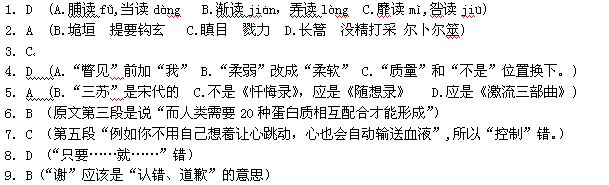 1. D (A.脯读 fǔ,当读 dàng B.渐读 jiān，弄读 lòng C.靡读 mǐ,咎读 jiù)
2. A (B.垝垣 提要钩玄 C.瞋目 戮力 D.长蒿 没精打采 尔卜尔筮)
3. C
4. D (A.“瞥见”前加“我” B.“柔弱”改成“柔软” C.“质量”和“不是”位置换下。)
5. A (B.“三苏”是宋代的 C.不是《忏悔录》，应是《随想录》 D.应是《激流三部曲》)
6. B (原文第三段是说“而人类需要 20 种蛋白质相互配合才能形成”)
7. C (第五段“例如你不用自己想着让心跳动，心也会自动输送血液”,所以“控制”错。)
8. D (“只要……就……”错)
9. B (“谢”应该是“认错、道歉”的意思)